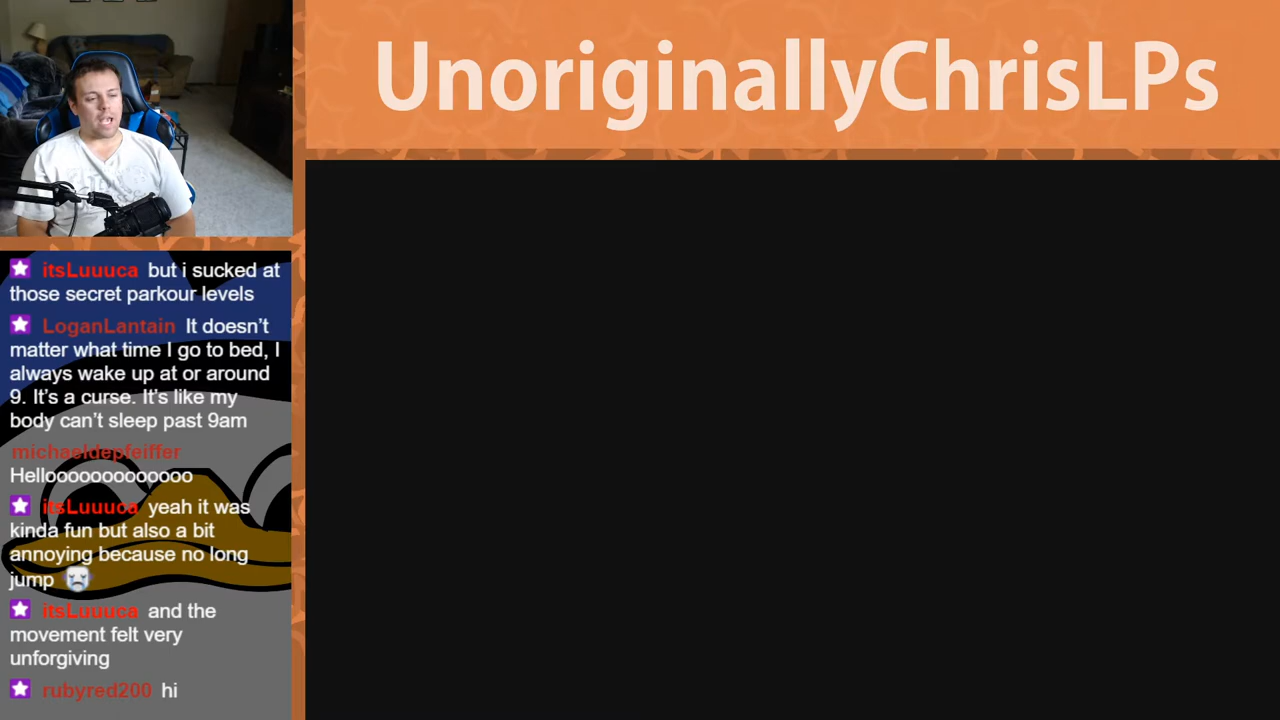 UnoriginallyChrisLPs
itsLuuuca but i sucked at
those secret parkour levels
LoganLantain It doesn't
matter what time I go to bed, I
always wake up at or around
9. It's a curse. It's like my
body can't sleep past 9am
michaeldepfeiffer
Hellooooooooooooo
itsLuuuca yeah it was
kinda fun but also a bit
annoying because no long
jump
itsLuuuca and the
movement felt very
unforgiving
rubyred200 hi